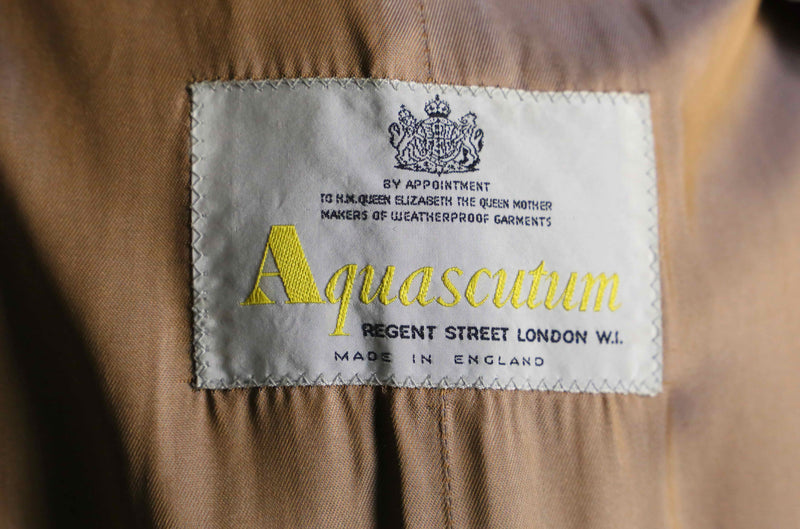 BY APPOINTMENT
TO H.M. QUEEN ELIZABETH THE QUEEN MOTHER
MAKERS OF WEATHERPROOF GARMENTS
Aquascutum
REGENT STREET LONDON W.I.
MADE IN ENGLAND